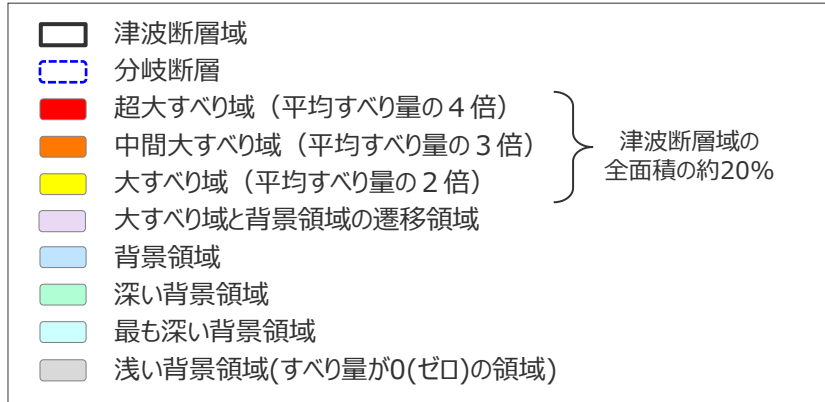 津波断層域
分岐断層
超大すべり域（平均すべり量の４倍）
中間大すべり域（平均すべり量の３倍）
大すべり域（平均すべり量の２倍）
津波断層域の
全面積の約20%
大すべり域と背景領域の遷移領域
背景領域
深い背景領域
最も深い背景領域
浅い背景領域(すべり量が0(ゼロ)の領域)